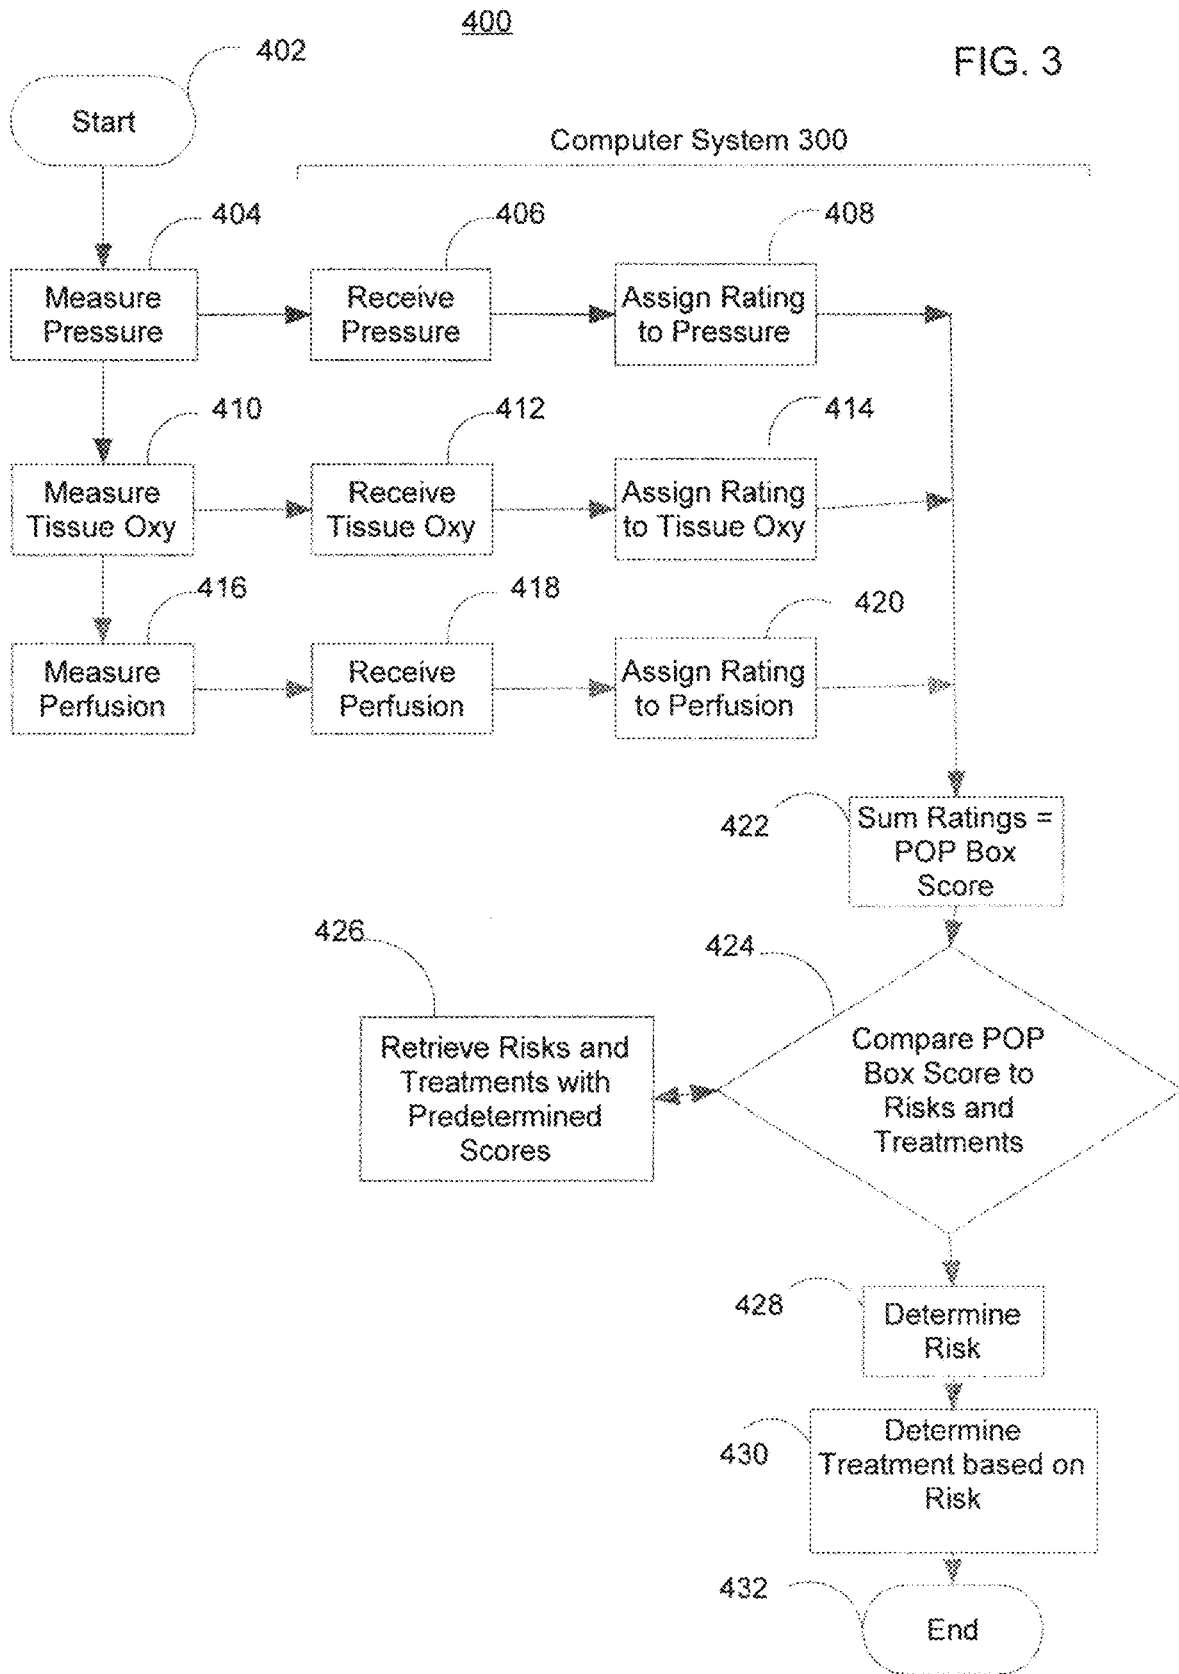 400
FIG. 3
402
Start
Computer System 300
404
406
408
Measure
Pressure
Receive
Pressure
Assign Rating
to Pressure
410
412
414
Measure
Tissue Oxy
Receive
Tissue Oxy
Assign Rating
to Tissue Oxy
416
418
420
Measure
Perfusion
Receive
Perfusion
Assign Rating
to Perfusion
422
Sum Ratings =
POP Box
Score
426
424
Retrieve Risks and
Treatments with
Predetermined
Scores
Compare POP
Box Score to
Risks and
Treatments
428
Determine
Risk
430
Determine
Treatment based on
Risk
432
End